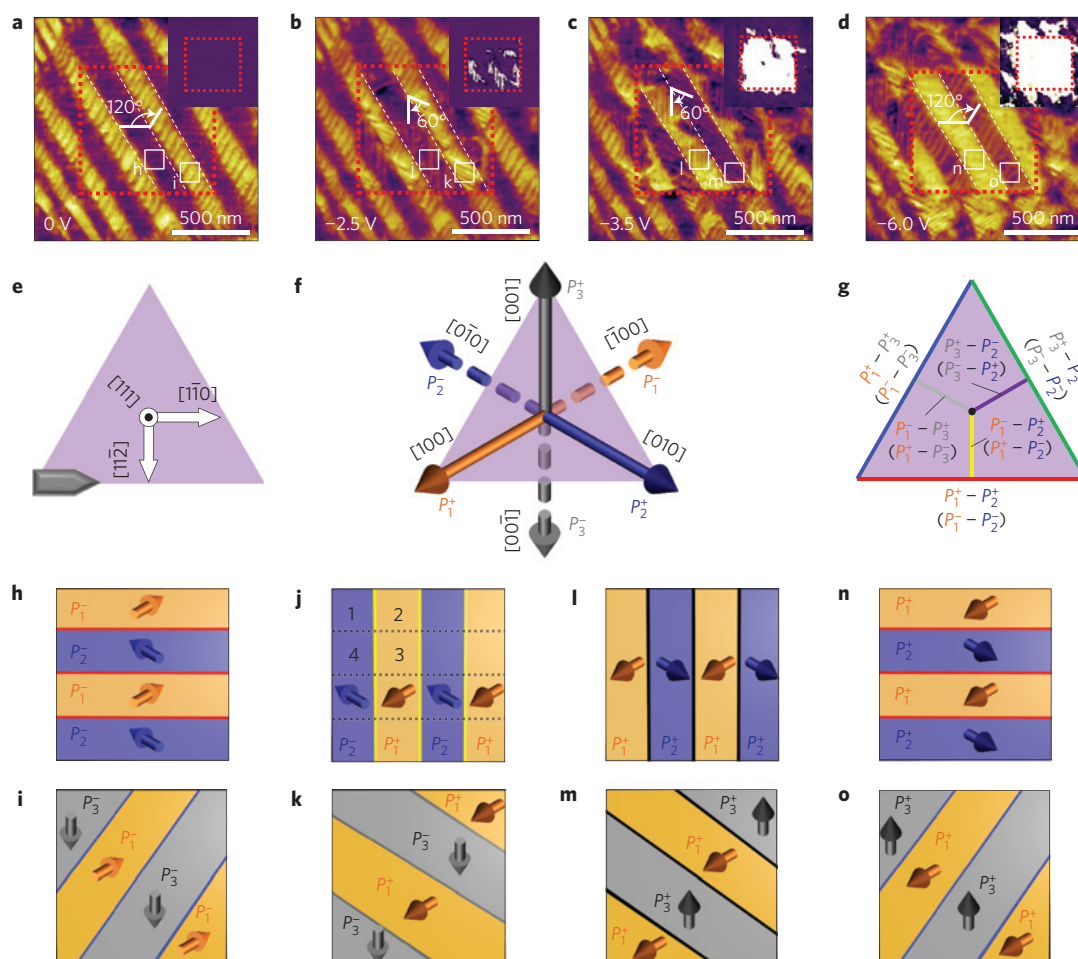 a
120°
h
i
0 V
500 nm
b
60°
j
k
−2.5 V
500 nm
c
60°
l
m
−3.5 V
500 nm
d
120°
n
o
−6.0 V
500 nm
e
[111]
[11̄0]
[112̄]
f
[001]
P₃⁺
[01̄0]
[1̄00]
P₂⁻
P₁⁻
[100]
[010]
P₁⁺
P₂⁺
[001̄]
P₃⁻
g
P₁⁺ – P₃⁺
(P₁⁻ – P₃⁻)
P₃⁺ – P₂⁻
(P₃⁻ – P₂⁺)
P₃⁺ – P₂⁺
(P₃⁻ – P₂⁻)
P₁⁻ – P₃⁺
(P₁⁺ – P₃⁻)
P₁⁻ – P₂⁺
(P₁⁺ – P₂⁻)
P₁⁺ – P₂⁺
(P₁⁻ – P₂⁻)
h
P₁⁻
P₂⁻
P₁⁻
P₂⁻
j
1 2
4 3
P₂⁻ P₁⁺ P₂⁻ P₁⁺
l
P₁⁺ P₂⁺ P₁⁺ P₂⁺
n
P₁⁺
P₂⁺
P₁⁺
P₂⁺
i
P₃⁻
P₁⁻
P₃⁻
P₁⁻
k
P₁⁺
P₃⁻
P₁⁺
P₃⁻
m
P₃⁺
P₁⁺
P₃⁺
P₁⁺
o
P₃⁺
P₁⁺
P₃⁺
P₁⁺